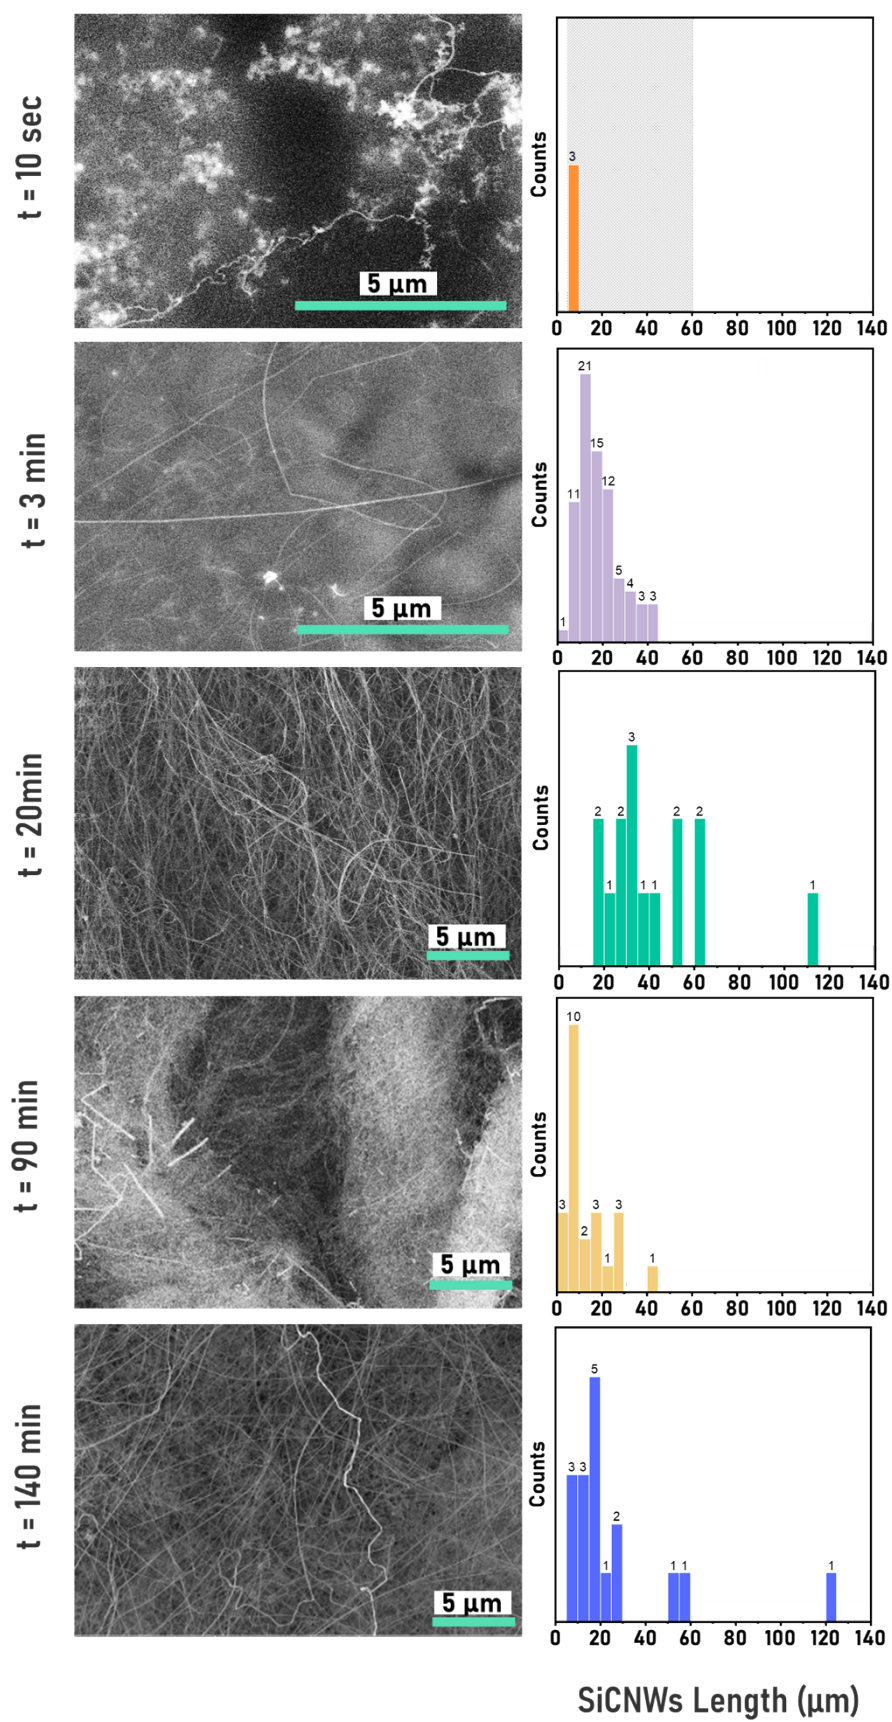 t = 10 sec
5 µm
Counts
3
0 20 40 60 80 100 120 140
t = 3 min
5 µm
Counts
1 11 21 15 12 5 4 3 3
0 20 40 60 80 100 120 140
t = 20min
5 µm
Counts
2 1 2 3 1 1 2 2 1
0 20 40 60 80 100 120 140
t = 90 min
5 µm
Counts
3 10 2 3 1 3 1
0 20 40 60 80 100 120 140
t = 140 min
5 µm
Counts
3 3 5 1 2 1 1 1
0 20 40 60 80 100 120 140
SiCNWs Length (µm)